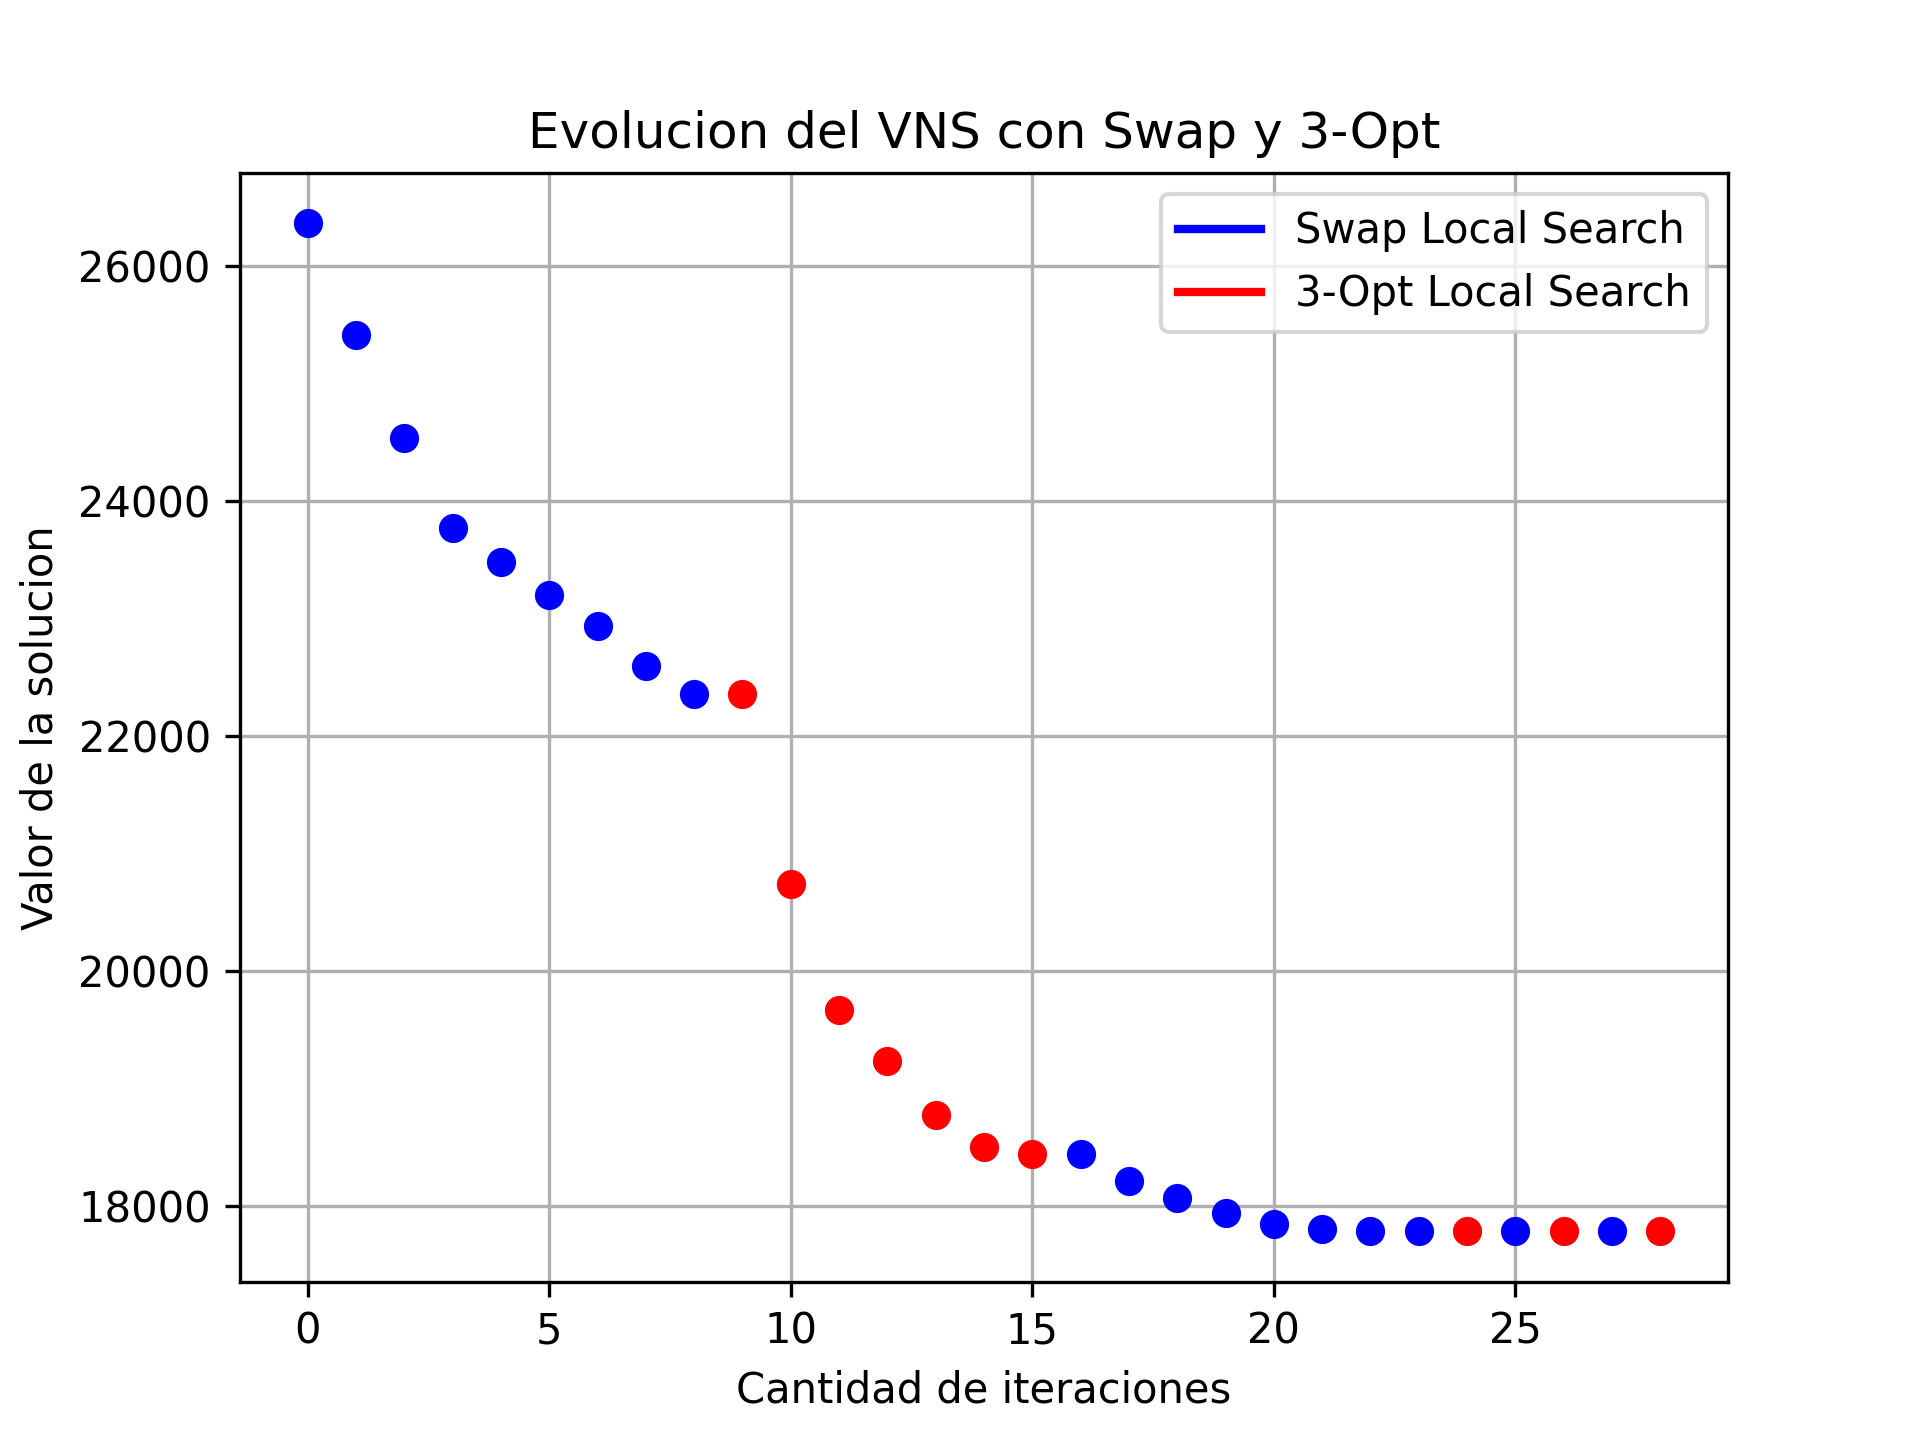 Evolucion del VNS con Swap y 3-Opt
Swap Local Search
3-Opt Local Search
Valor de la solucion
26000
24000
22000
20000
18000
0 5 10 15 20 25
Cantidad de iteraciones